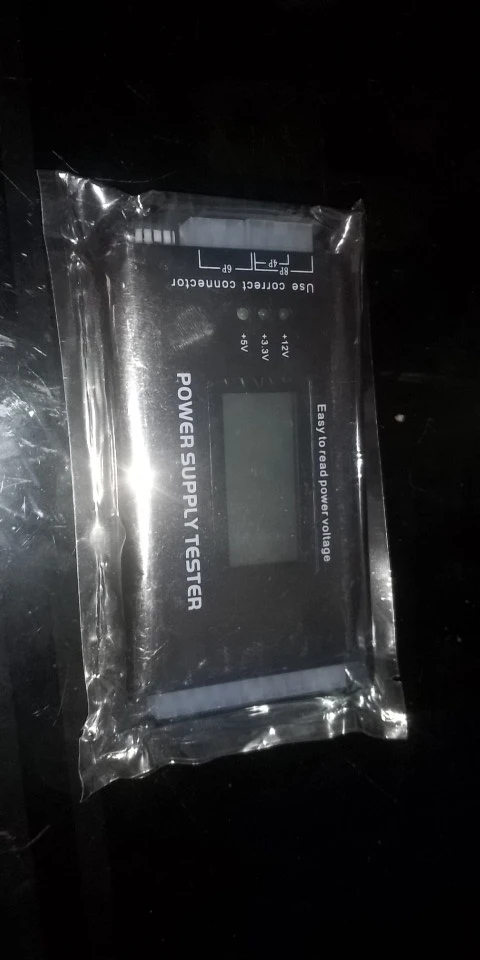 8P
4P
6P
Use correct connector
+12V
+3.3V
+5V
Easy to read power voltage
POWER SUPPLY TESTER